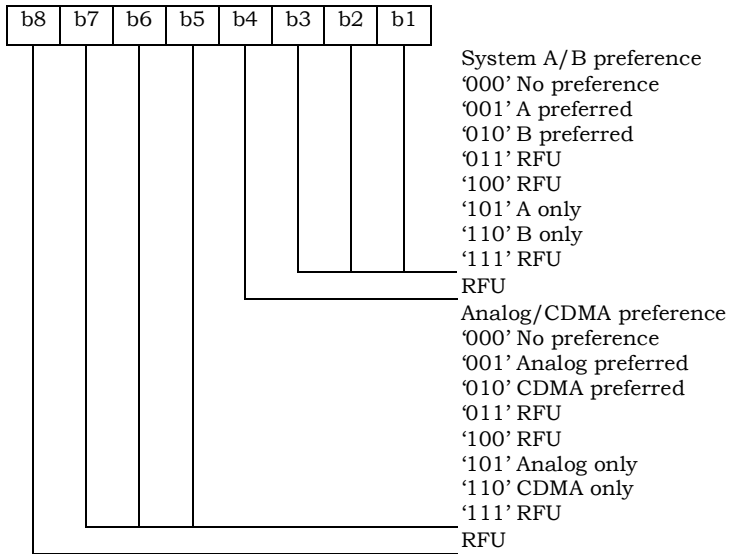 b8 b7 b6 b5 b4 b3 b2 b1
System A/B preference
‘000’ No preference
‘001’ A preferred
‘010’ B preferred
‘011’ RFU
‘100’ RFU
‘101’ A only
‘110’ B only
‘111’ RFU
RFU
Analog/CDMA preference
‘000’ No preference
‘001’ Analog preferred
‘010’ CDMA preferred
‘011’ RFU
‘100’ RFU
‘101’ Analog only
‘110’ CDMA only
‘111’ RFU
RFU